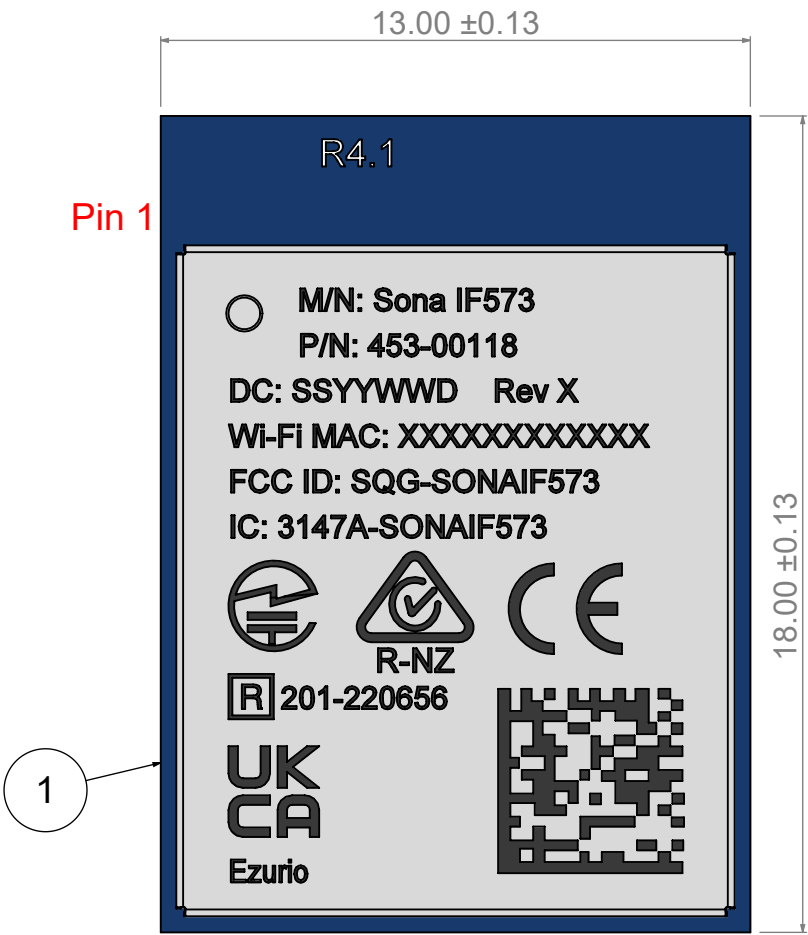 13.00 ±0.13
R4.1
Pin 1
M/N: Sona IF573
P/N: 453-00118
DC: SSYYWWD Rev X
Wi-Fi MAC: XXXXXXXXXXXX
FCC ID: SQG-SONAIF573
IC: 3147A-SONAIF573
18.00 ±0.13
CE
R-NZ
R 201-220656
1
UK
CA
Ezurio